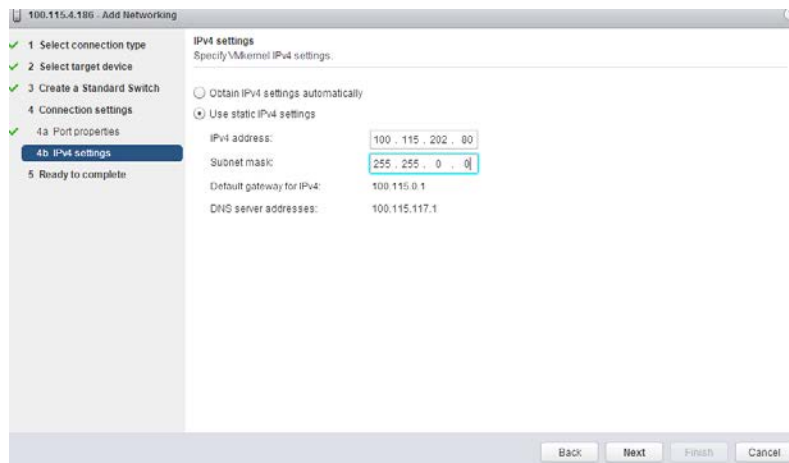 100.115.4.186 - Add Networking
1 Select connection type
2 Select target device
3 Create a Standard Switch
4 Connection settings
4a Port properties
4b IPv4 settings
5 Ready to complete
IPv4 settings
Specify VMkernel IPv4 settings.
Obtain IPv4 settings automatically
Use static IPv4 settings
IPv4 address: 100 . 115 . 202 . 80
Subnet mask: 255 . 255 . 0 . 0
Default gateway for IPv4: 100.115.0.1
DNS server addresses: 100.115.117.1
Back Next Finish Cancel